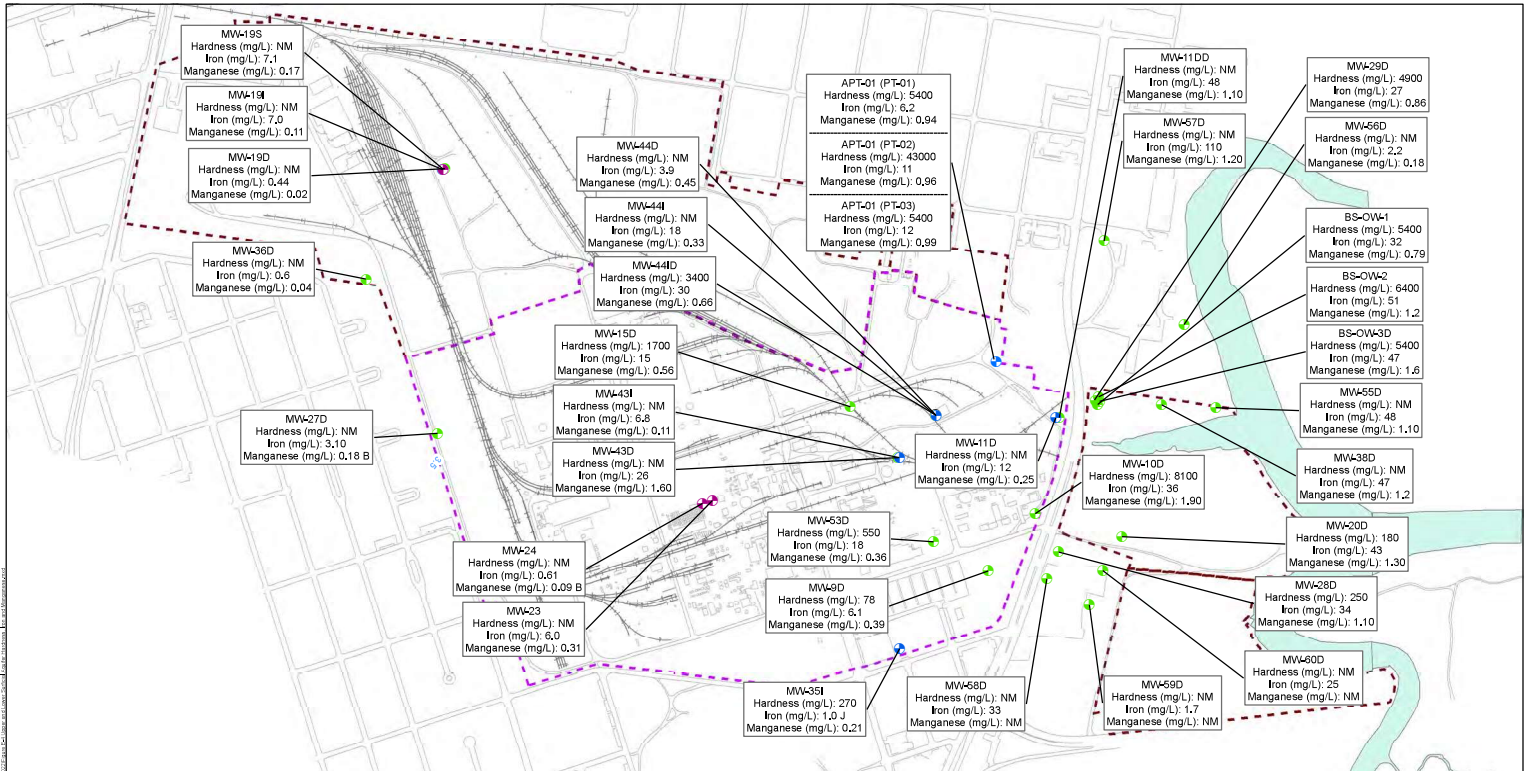 MW-19S
Hardness (mg/L): NM
Iron (mg/L): 7.1
Manganese (mg/L): 0.17
MW-19I
Hardness (mg/L): NM
Iron (mg/L): 7.0
Manganese (mg/L): 0.11
MW-19D
Hardness (mg/L): NM
Iron (mg/L): 0.44
Manganese (mg/L): 0.02
MW-36D
Hardness (mg/L): NM
Iron (mg/L): 0.6
Manganese (mg/L): 0.04
MW-44D
Hardness (mg/L): NM
Iron (mg/L): 3.9
Manganese (mg/L): 0.45
MW-44I
Hardness (mg/L): NM
Iron (mg/L): 18
Manganese (mg/L): 0.33
MW-44ID
Hardness (mg/L): 3400
Iron (mg/L): 30
Manganese (mg/L): 0.66
APT-01 (PT-01)
Hardness (mg/L): 5400
Iron (mg/L): 6.2
Manganese (mg/L): 0.94
APT-01 (PT-02)
Hardness (mg/L): 43000
Iron (mg/L): 11
Manganese (mg/L): 0.96
APT-01 (PT-03)
Hardness (mg/L): 5400
Iron (mg/L): 12
Manganese (mg/L): 0.99
MW-11DD
Hardness (mg/L): NM
Iron (mg/L): 48
Manganese (mg/L): 1.10
MW-57D
Hardness (mg/L): NM
Iron (mg/L): 110
Manganese (mg/L): 1.20
MW-29D
Hardness (mg/L): 4900
Iron (mg/L): 27
Manganese (mg/L): 0.86
MW-56D
Hardness (mg/L): NM
Iron (mg/L): 2.2
Manganese (mg/L): 0.18
BS-OW-1
Hardness (mg/L): 5400
Iron (mg/L): 32
Manganese (mg/L): 0.79
BS-OW-2
Hardness (mg/L): 6400
Iron (mg/L): 51
Manganese (mg/L): 1.2
BS-OW-3D
Hardness (mg/L): 5400
Iron (mg/L): 47
Manganese (mg/L): 1.6
MW-55D
Hardness (mg/L): NM
Iron (mg/L): 48
Manganese (mg/L): 1.10
MW-38D
Hardness (mg/L): NM
Iron (mg/L): 47
Manganese (mg/L): 1.2
MW-15D
Hardness (mg/L): 1700
Iron (mg/L): 15
Manganese (mg/L): 0.56
MW-43I
Hardness (mg/L): NM
Iron (mg/L): 6.8
Manganese (mg/L): 0.11
MW-43D
Hardness (mg/L): NM
Iron (mg/L): 26
Manganese (mg/L): 1.60
MW-27D
Hardness (mg/L): NM
Iron (mg/L): 3.10
Manganese (mg/L): 0.18 B
MW-11D
Hardness (mg/L): NM
Iron (mg/L): 12
Manganese (mg/L): 0.25
MW-10D
Hardness (mg/L): 8100
Iron (mg/L): 36
Manganese (mg/L): 1.90
MW-20D
Hardness (mg/L): 180
Iron (mg/L): 43
Manganese (mg/L): 1.30
MW-53D
Hardness (mg/L): 550
Iron (mg/L): 18
Manganese (mg/L): 0.36
MW-24
Hardness (mg/L): NM
Iron (mg/L): 0.61
Manganese (mg/L): 0.09 B
MW-23
Hardness (mg/L): NM
Iron (mg/L): 6.0
Manganese (mg/L): 0.31
MW-9D
Hardness (mg/L): 78
Iron (mg/L): 6.1
Manganese (mg/L): 0.39
MW-28D
Hardness (mg/L): 250
Iron (mg/L): 34
Manganese (mg/L): 1.10
MW-35I
Hardness (mg/L): 270
Iron (mg/L): 1.0 J
Manganese (mg/L): 0.21
MW-58D
Hardness (mg/L): NM
Iron (mg/L): 33
Manganese (mg/L): NM
MW-59D
Hardness (mg/L): NM
Iron (mg/L): 1.7
Manganese (mg/L): NM
MW-60D
Hardness (mg/L): NM
Iron (mg/L): 25
Manganese (mg/L): NM